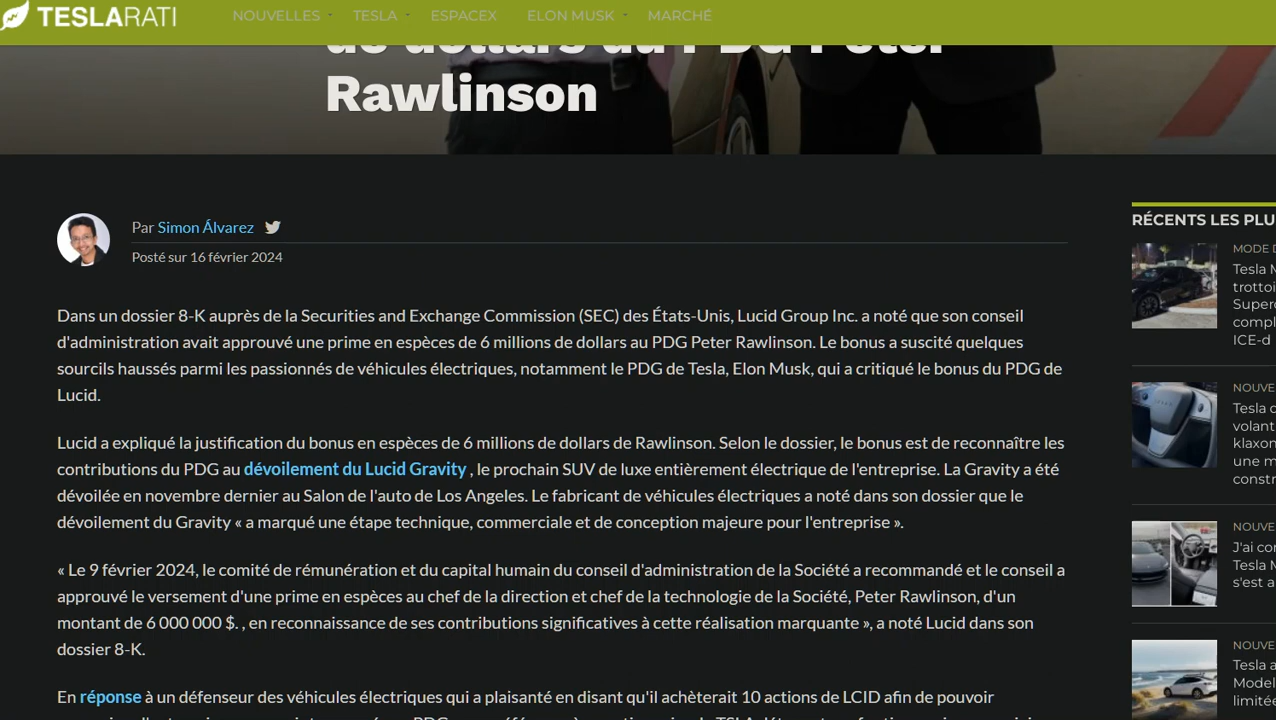 TESLARATI
NOUVELLES
TESLA
ESPACEX
ELON MUSK
MARCHÉ
de dollars du PDG Peter
Rawlinson
Par Simon Álvarez
Posté sur 16 février 2024
Dans un dossier 8-K auprès de la Securities and Exchange Commission (SEC) des États-Unis, Lucid Group Inc. a noté que son conseil
d'administration avait approuvé une prime en espèces de 6 millions de dollars au PDG Peter Rawlinson. Le bonus a suscité quelques
sourcils haussés parmi les passionnés de véhicules électriques, notamment le PDG de Tesla, Elon Musk, qui a critiqué le bonus du PDG de
Lucid.
Lucid a expliqué la justification du bonus en espèces de 6 millions de dollars de Rawlinson. Selon le dossier, le bonus est de reconnaître les
contributions du PDG au dévoilement du Lucid Gravity , le prochain SUV de luxe entièrement électrique de l'entreprise. La Gravity a été
dévoilée en novembre dernier au Salon de l'auto de Los Angeles. Le fabricant de véhicules électriques a noté dans son dossier que le
dévoilement du Gravity « a marqué une étape technique, commerciale et de conception majeure pour l'entreprise ».
« Le 9 février 2024, le comité de rémunération et du capital humain du conseil d'administration de la Société a recommandé et le conseil a
approuvé le versement d'une prime en espèces au chef de la direction et chef de la technologie de la Société, Peter Rawlinson, d'un
montant de 6 000 000 $. , en reconnaissance de ses contributions significatives à cette réalisation marquante », a noté Lucid dans son
dossier 8-K.
En réponse à un défenseur des véhicules électriques qui a plaisanté en disant qu'il achèterait 10 actions de LCID afin de pouvoir
RÉCENTS LES PLU
MODE D
Tesla M
trottoi
Superc
compl
ICE-d
NOUVE
Tesla c
volant
klaxon
une m
constr
NOUVE
J'ai co
Tesla M
s'est a
NOUVE
Tesla a
Model
limitée